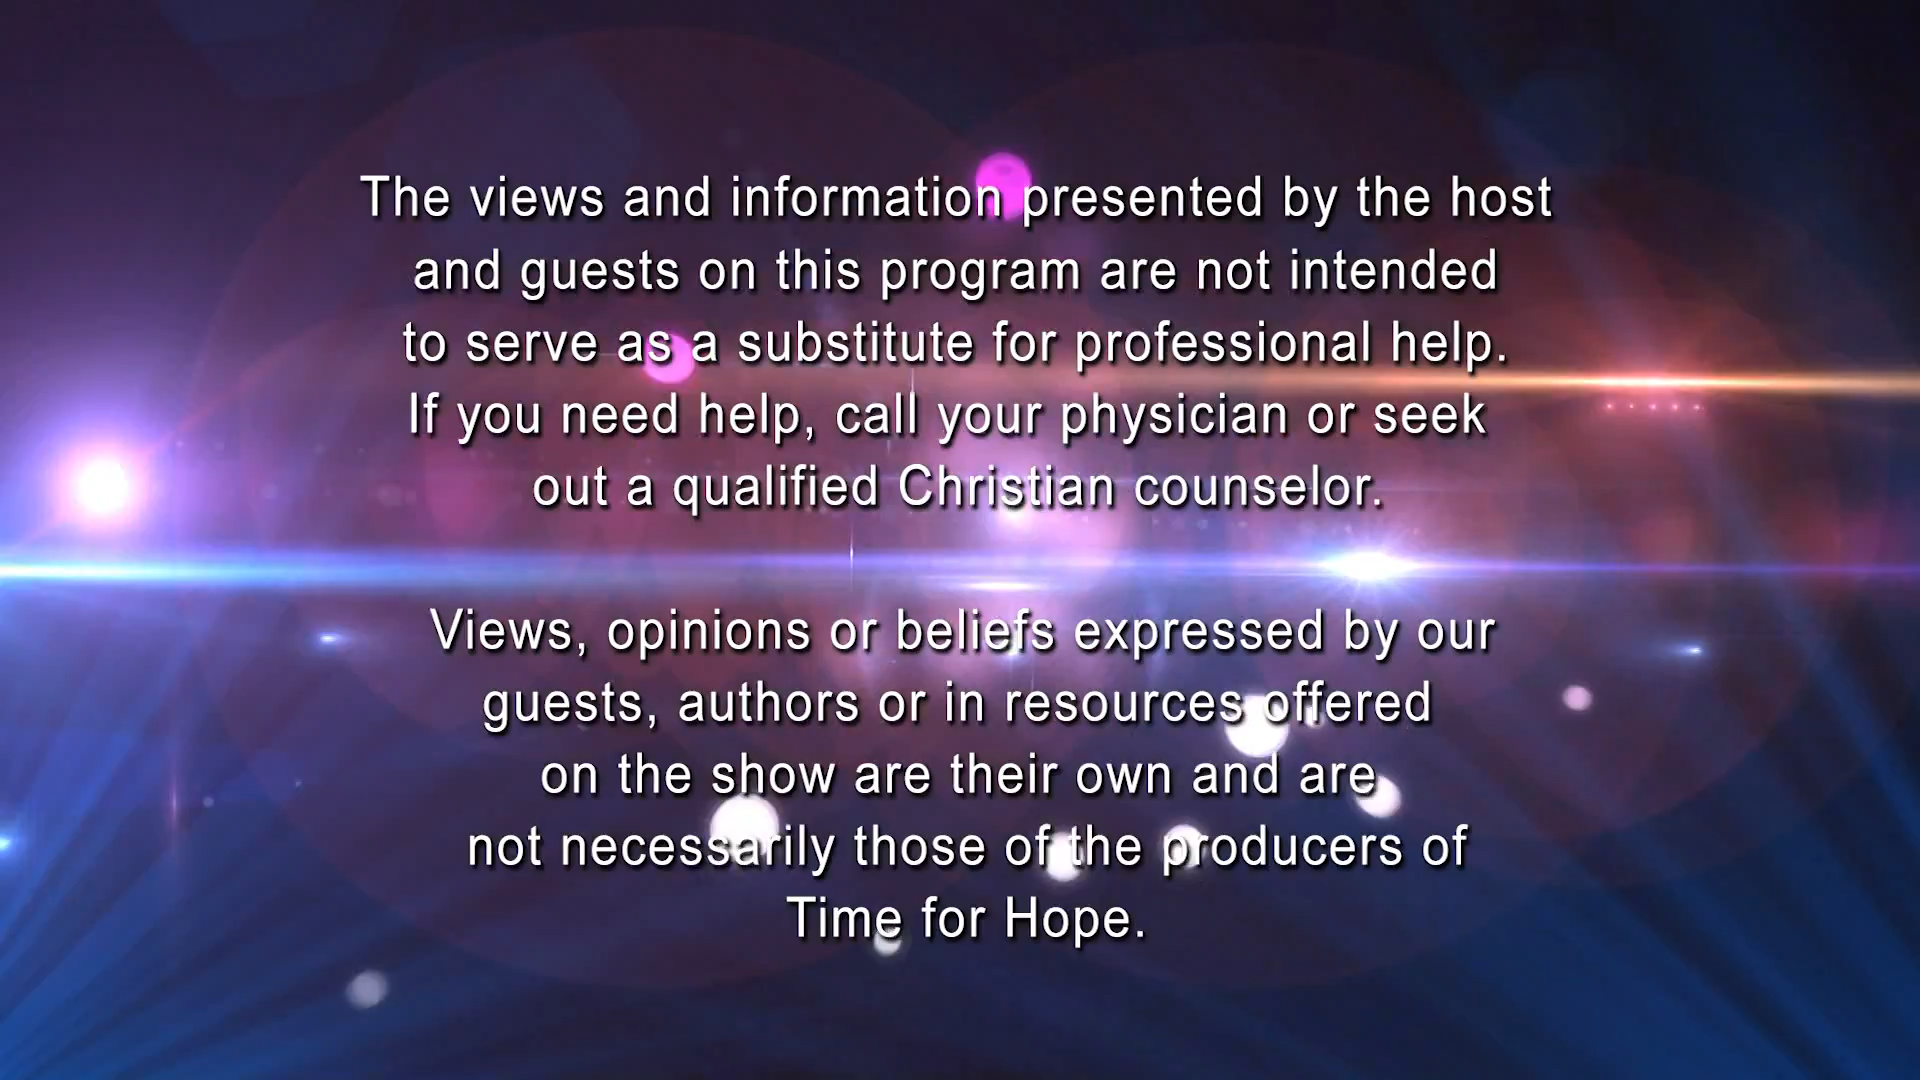 The views and information presented by the host
and guests on this program are not intended
to serve as a substitute for professional help.
If you need help, call your physician or seek
out a qualified Christian counselor.
Views, opinions or beliefs expressed by our
guests, authors or in resources offered
on the show are their own and are
not necessarily those of the producers of
Time for Hope.